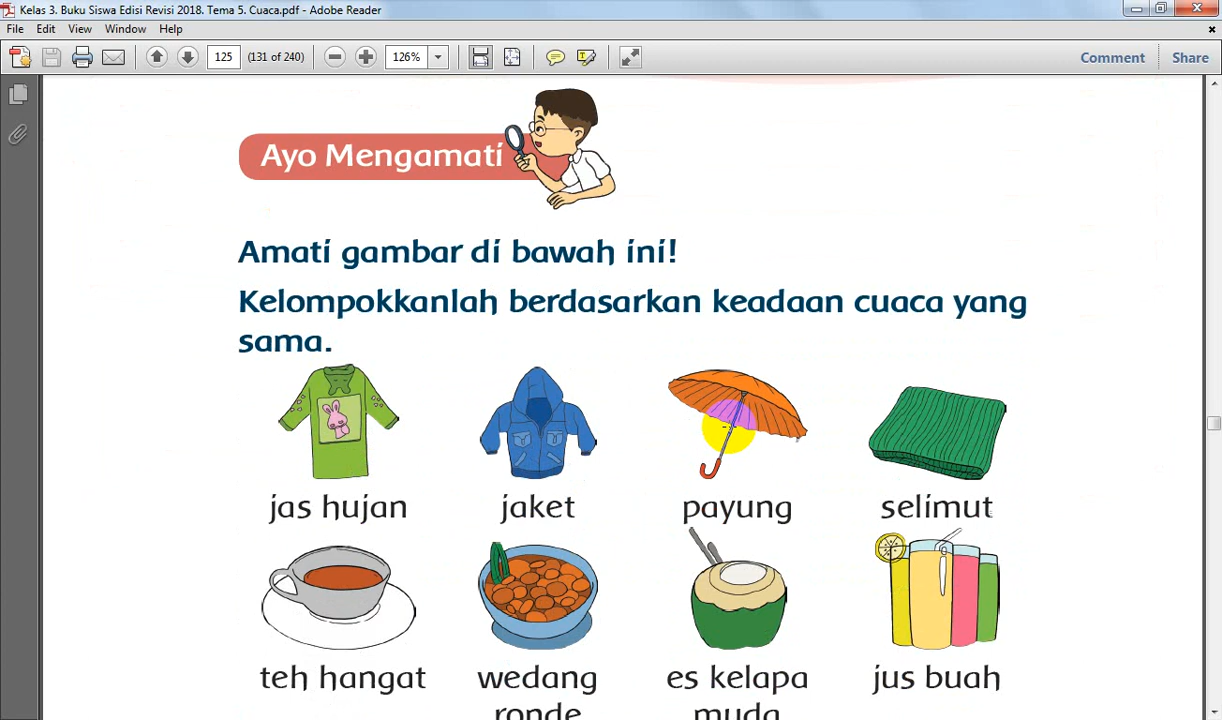 Kelas 3. Buku Siswa Edisi Revisi 2018. Tema 5. Cuaca.pdf - Adobe Reader
File Edit View Window Help
125 (131 of 240) 126% Comment Share
Ayo Mengamati
Amati gambar di bawah ini!
Kelompokkanlah berdasarkan keadaan cuaca yang
sama.
jas hujan jaket payung selimut
teh hangat wedang es kelapa jus buah
ronde muda